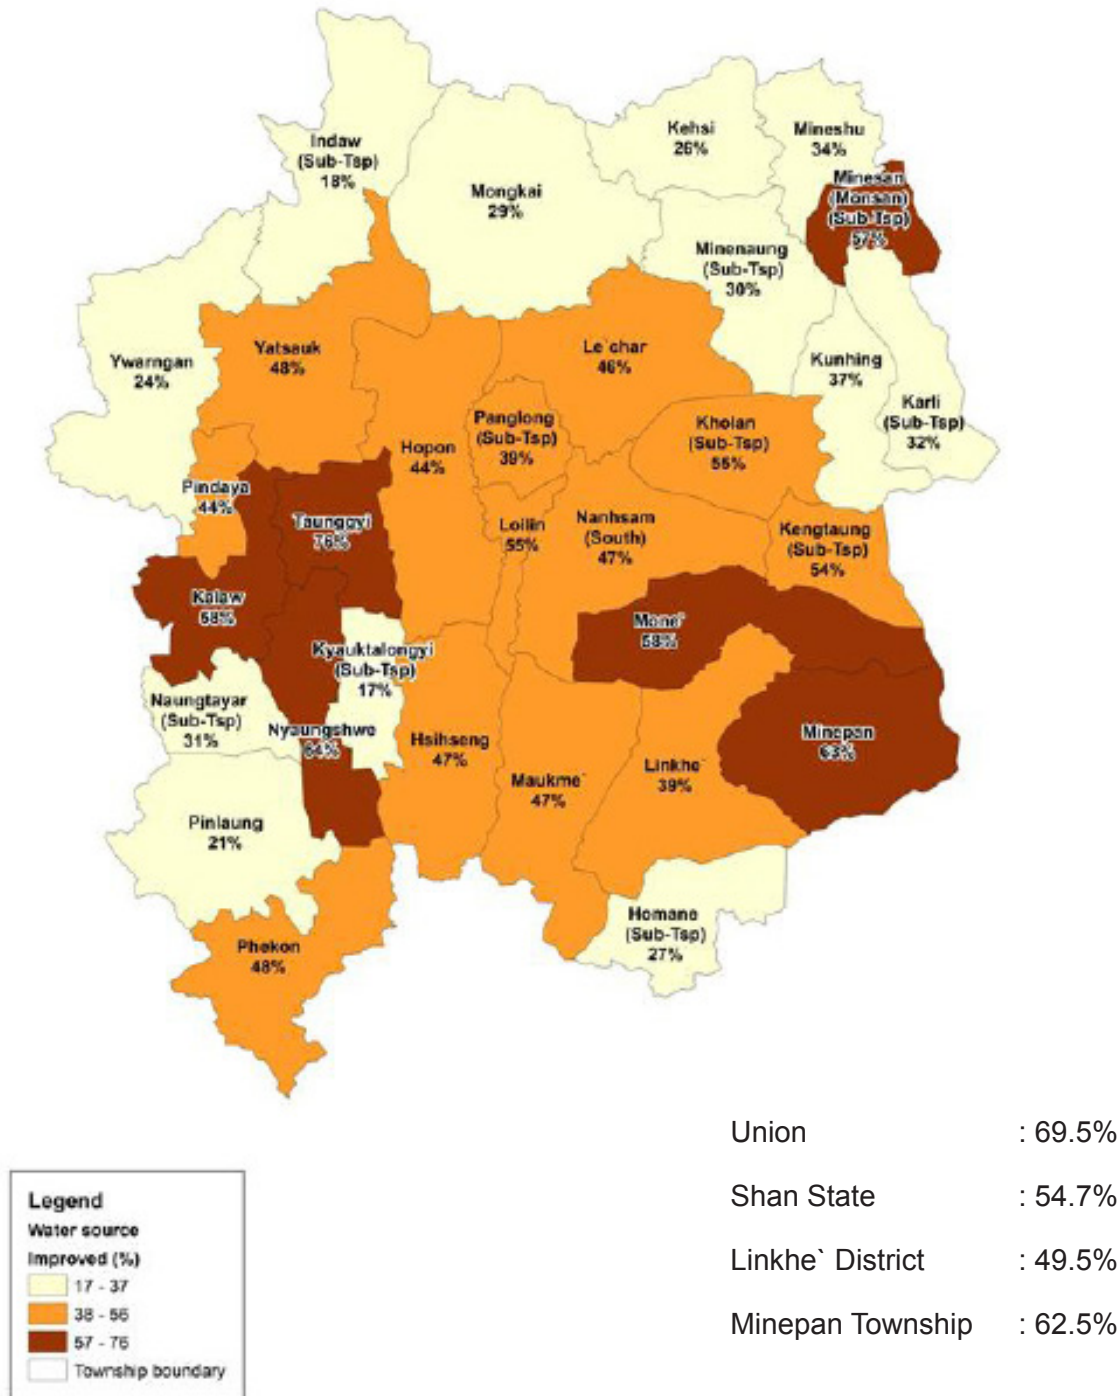 Indaw
(Sub-Tsp)
18%
Mongkai
29%
Kehsi
26%
Mineshu
34%
Minesan
(Monsan)
(Sub-Tsp)
57%
Minenaung
(Sub-Tsp)
30%
Ywarngan
24%
Yatsauk
48%
Le`char
46%
Kunhing
37%
Karli
(Sub-Tsp)
32%
Panglong
(Sub-Tsp)
39%
Kholan
(Sub-Tsp)
55%
Hopon
44%
Pindaya
44%
Taunggyi
76%
Loilin
55%
Nanhsam
(South)
47%
Kengtaung
(Sub-Tsp)
54%
Kalaw
58%
Mone`
58%
Kyauktalongyi
(Sub-Tsp)
17%
Naungtayar
(Sub-Tsp)
31%
Nyaungshwe
64%
Hsihseng
47%
Minepan
63%
Maukme`
47%
Linkhe`
39%
Pinlaung
21%
Homane
(Sub-Tsp)
27%
Phekon
48%
Union : 69.5%
Shan State : 54.7%
Linkhe` District : 49.5%
Minepan Township : 62.5%
Legend
Water source
Improved (%)
17 - 37
38 - 56
57 - 76
Township boundary